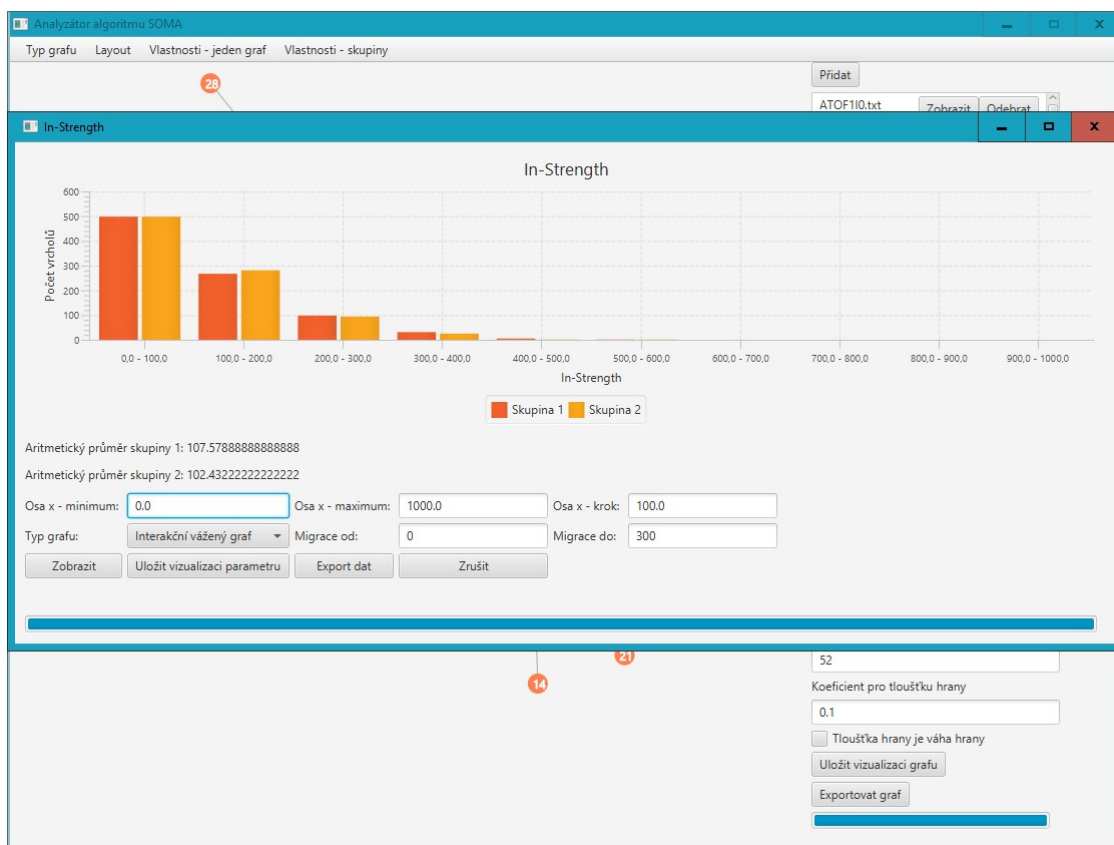 Analyzátor algoritmu SOMA
Typ grafu Layout Vlastnosti - jeden graf Vlastnosti - skupiny
Přidat
28
ATOF1I0.txt Zobrazit Odebrat
In-Strength
In-Strength
600
500
400
300
200
100
0
Počet vrcholů
0,0 - 100,0 100,0 - 200,0 200,0 - 300,0 300,0 - 400,0 400,0 - 500,0 500,0 - 600,0 600,0 - 700,0 700,0 - 800,0 800,0 - 900,0 900,0 - 1000,0
In-Strength
Skupina 1 Skupina 2
Aritmetický průměr skupiny 1: 107.57888888888888
Aritmetický průměr skupiny 2: 102.43222222222222
Osa x - minimum: 0.0 Osa x - maximum: 1000.0 Osa x - krok: 100.0
Typ grafu: Interakční vážený graf Migrace od: 0 Migrace do: 300
Zobrazit Uložit vizualizaci parametru Export dat Zrušit
21
52
14
Koeficient pro tloušťku hrany
0.1
Tloušťka hrany je váha hrany
Uložit vizualizaci grafu
Exportovat graf